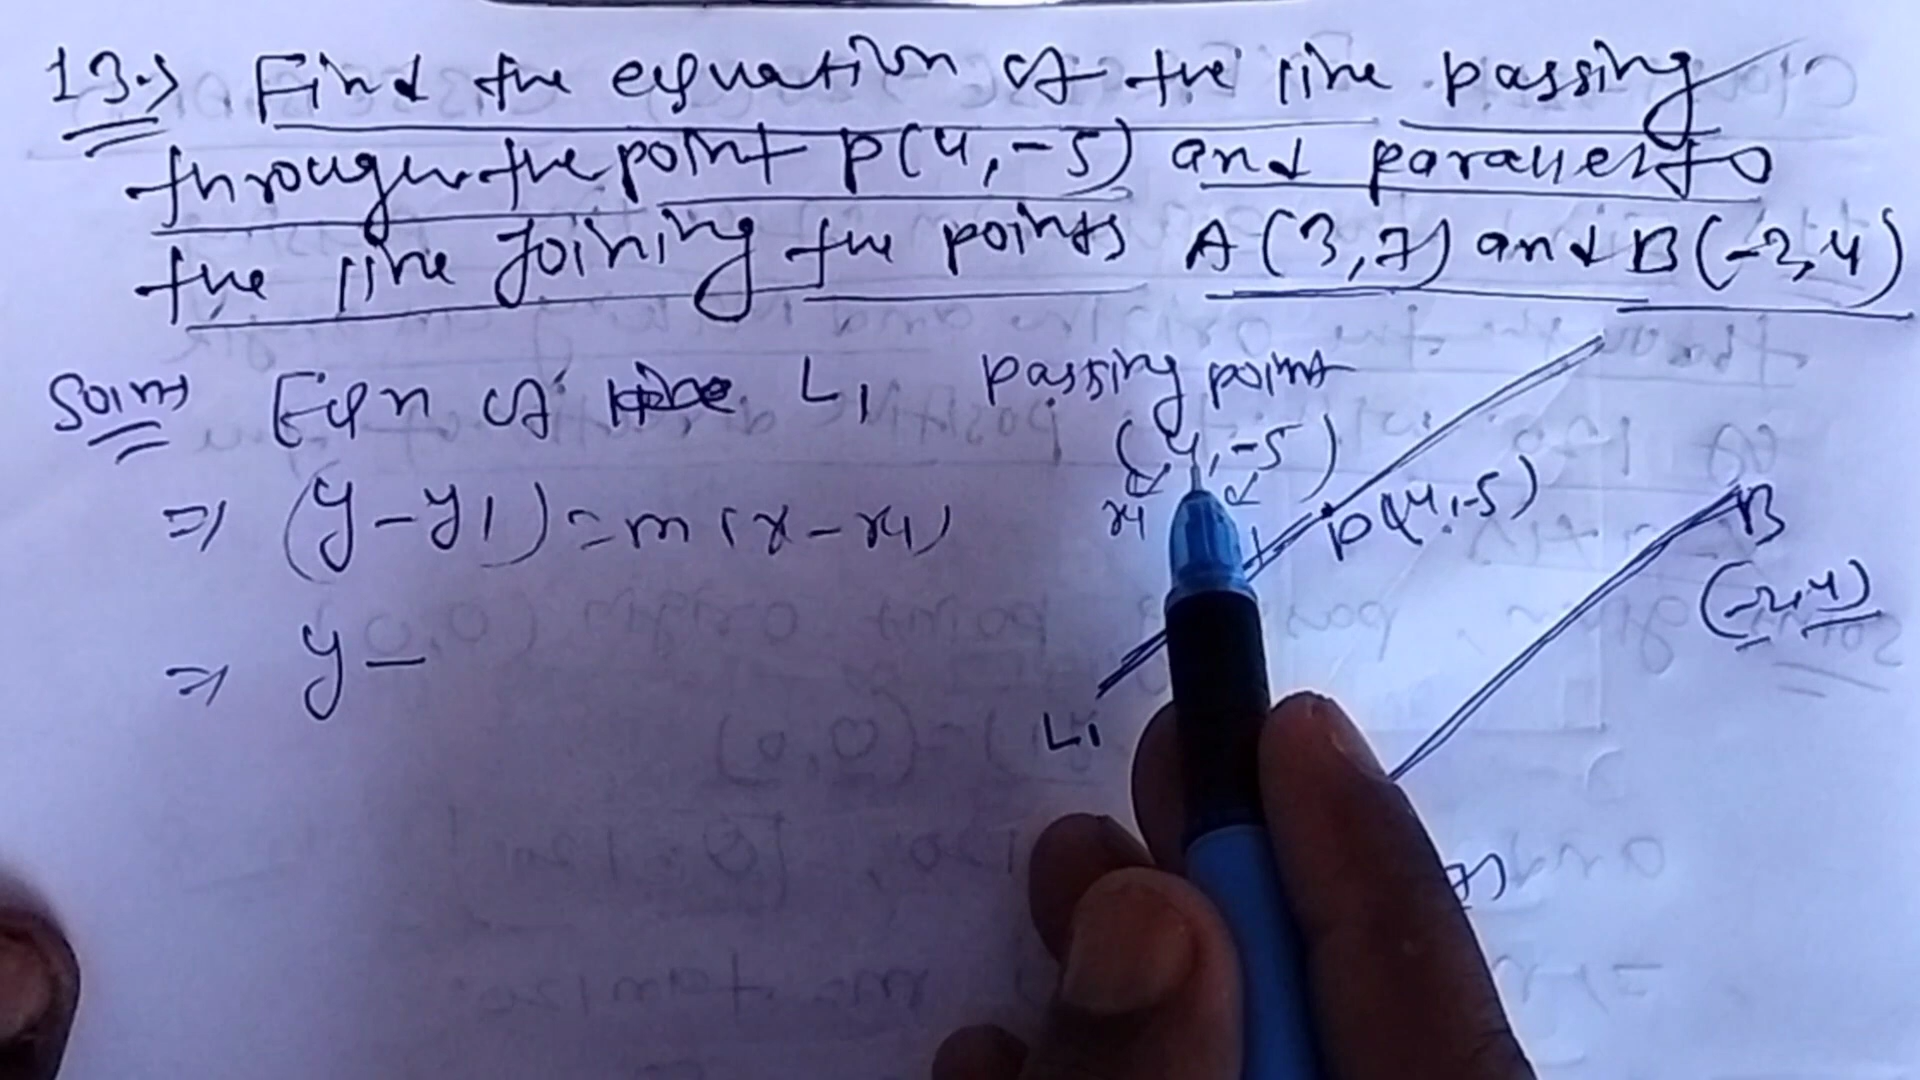 13.> Find the equation of the line passing
through the point P(4,-5) and parallel to
the line joining the points A(3,7) and B(-2,4)
Soln Eqn of line L1 passing point
(4,-5)
=> (y-y1)=m(x-x1)
x1
P(4,-5)
B
(-2,4)
=> y-
L1
7)